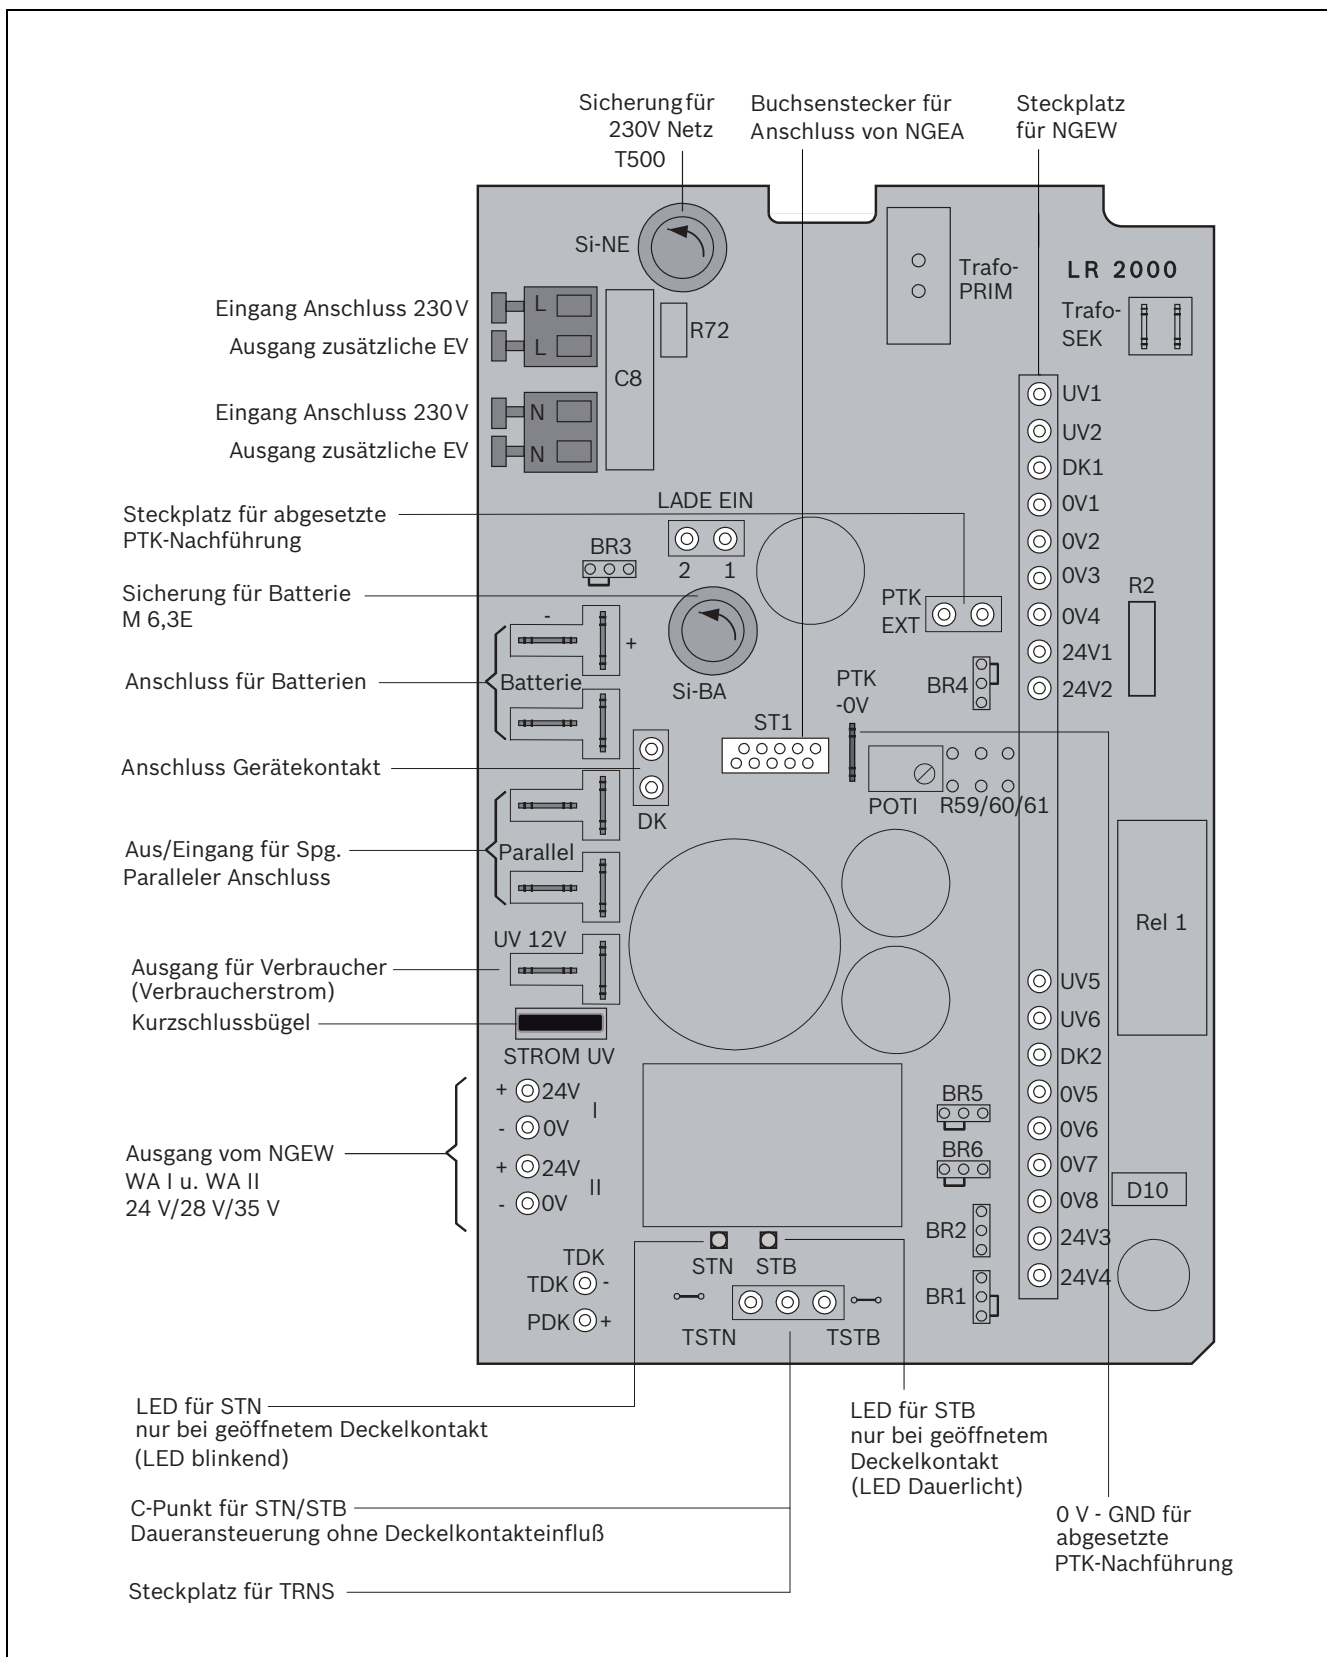 Sicherung für
230V Netz
T500
Buchsenstecker für
Anschluss von NGEA
Steckplatz
für NGEW
Si-NE
Trafo-
PRIM
LR 2000
Trafo-
SEK
Eingang Anschluss 230V
L
Ausgang zusätzliche EV
L
R72
C8
Eingang Anschluss 230V
N
Ausgang zusätzliche EV
N
UV1
UV2
DK1
0V1
0V2
0V3
0V4
24V1
24V2
R2
LADE EIN
2 1
BR3
Steckplatz für abgesetzte
PTK-Nachführung
Sicherung für Batterie
M 6,3E
PTK
EXT
- +
Anschluss für Batterien
Batterie
Si-BA
PTK
-0V
BR4
ST1
Anschluss Gerätekontakt
DK
POTI
R59/60/61
Aus/Eingang für Spg.
Paralleler Anschluss
Parallel
Rel 1
UV 12V
Ausgang für Verbraucher
(Verbraucherstrom)
Kurzschlussbügel
STROM UV
UV5
UV6
DK2
0V5
0V6
0V7
0V8
24V3
24V4
+ 24V
I
- 0V
+ 24V
II
- 0V
Ausgang vom NGEW
WA I u. WA II
24 V/28 V/35 V
BR5
BR6
BR2
BR1
D10
STN STB
TDK
TDK -
PDK +
TSTN TSTB
LED für STN
nur bei geöffnetem Deckelkontakt
(LED blinkend)
LED für STB
nur bei geöffnetem
Deckelkontakt
(LED Dauerlicht)
C-Punkt für STN/STB
Daueransteuerung ohne Deckelkontakteinfluß
0 V - GND für
abgesetzte
PTK-Nachführung
Steckplatz für TRNS